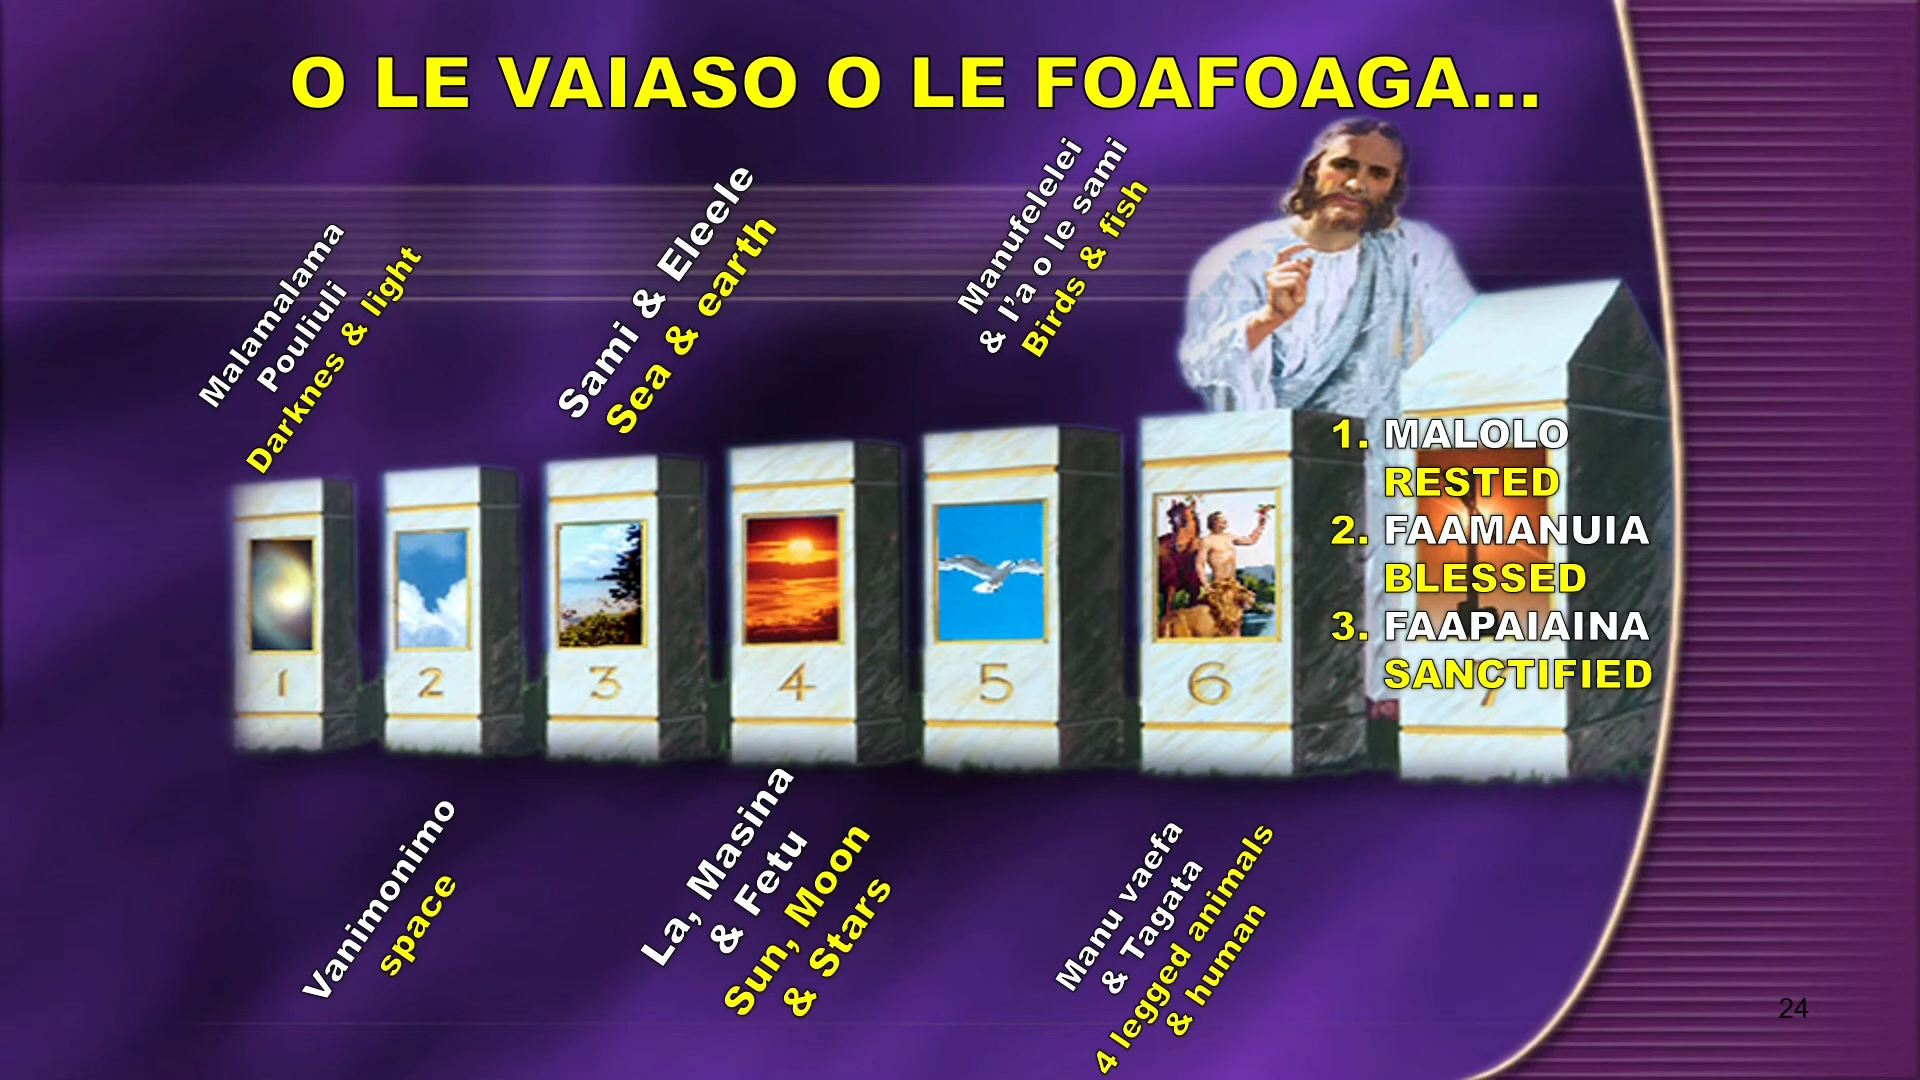 O LE VAIASO O LE FOAFOAGA...
Malamalama
Pouliuli
Darknes & light
Sami & Eleele
Sea & earth
Manufelelei
& I'a o le sami
Birds & fish
1. MALOLO
RESTED
2. FAAMANUIA
BLESSED
3. FAAPAIAINA
SANCTIFIED
1
2
3
4
5
6
7
Vanimonimo
space
La, Masina
& Fetu
Sun, Moon
& Stars
Manu vaefa
& Tagata
4 legged animals
& human
24